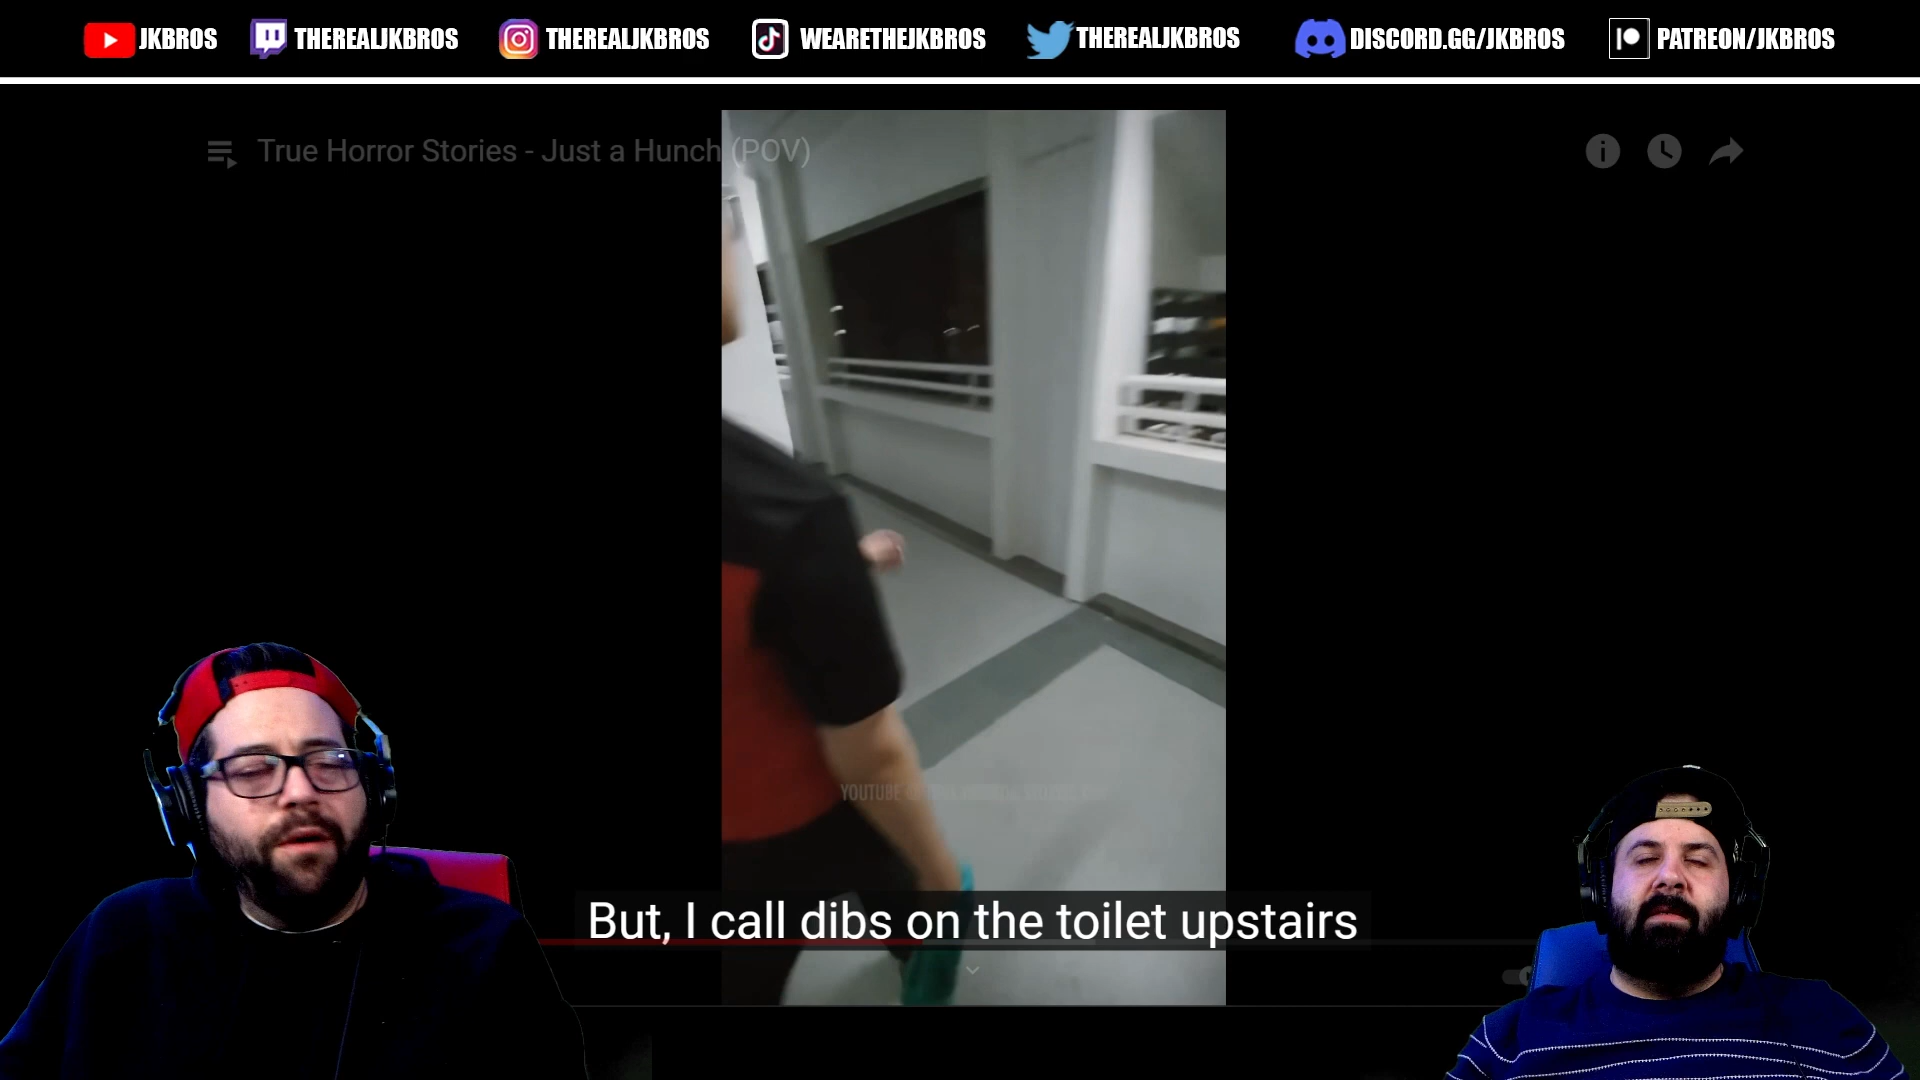 JKBROS THEREALJKBROS THEREALJKBROS WEARETHEJKBROS THEREALJKBROS DISCORD.GG/JKBROS PATREON/JKBROS
True Horror Stories - Just a Hunch (POV)
YOUTUBE
But, I call dibs on the toilet upstairs